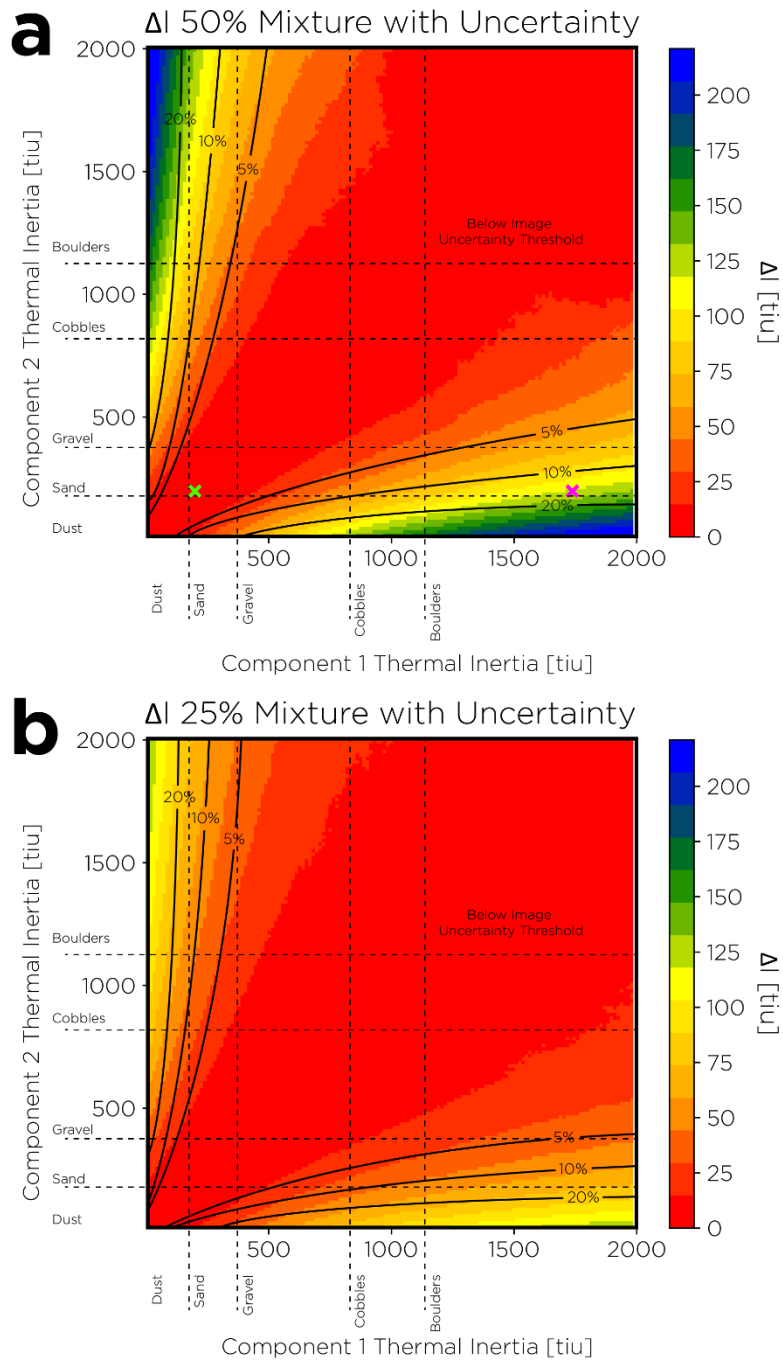 a
ΔI 50% Mixture with Uncertainty
2000
1500
1000
500
Component 2 Thermal Inertia [tiu]
Boulders
Cobbles
Gravel
Sand
Dust
20%
10%
5%
Below Image
Uncertainty Threshold
5%
10%
20%
500
1000
1500
2000
Dust
Sand
Gravel
Cobbles
Boulders
Component 1 Thermal Inertia [tiu]
200
175
150
125
100
75
50
25
0
ΔI [tiu]
b
ΔI 25% Mixture with Uncertainty
2000
1500
1000
500
Component 2 Thermal Inertia [tiu]
Boulders
Cobbles
Gravel
Sand
Dust
20%
10%
5%
Below Image
Uncertainty Threshold
5%
10%
20%
500
1000
1500
2000
Dust
Sand
Gravel
Cobbles
Boulders
Component 1 Thermal Inertia [tiu]
200
175
150
125
100
75
50
25
0
ΔI [tiu]